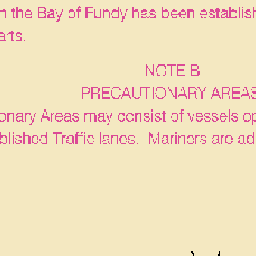 n the Bay of Fundy has been establish
arts.
NOTE B
PRECAUTIONARY AREAS
onary Areas may consist of vessels op
blished Traffic lanes. Mariners are ad